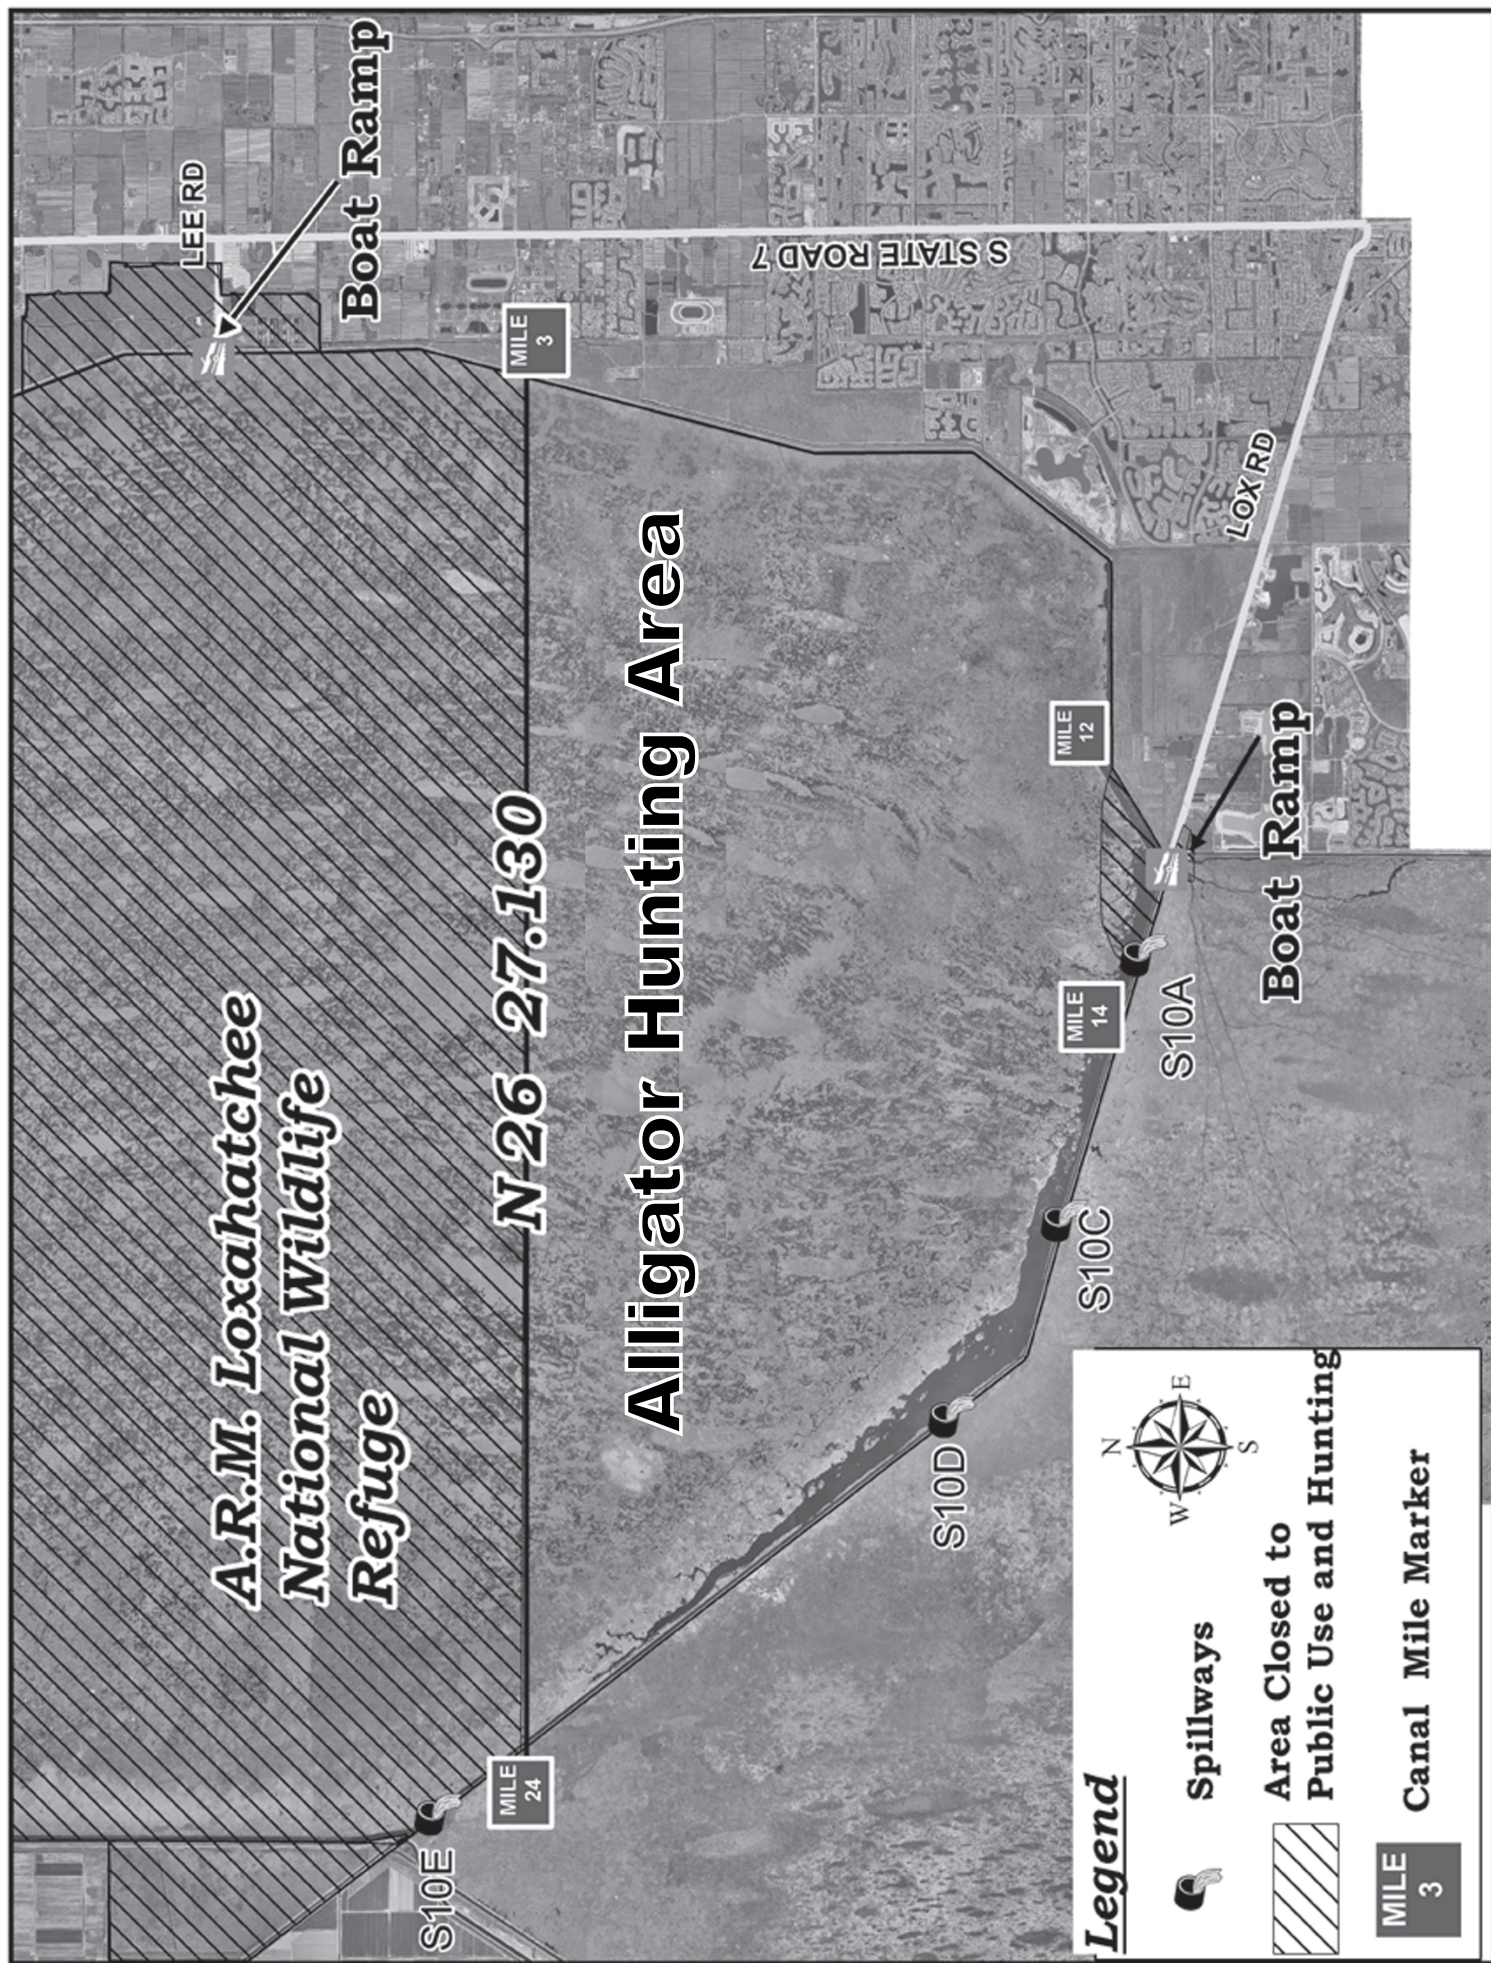 A.R.M. Loxahatchee
National Wildlife
Refuge
LEE RD
Boat Ramp
S STATE ROAD 7
MILE
3
N 26 27.130
Alligator Hunting Area
MILE
24
S10E
MILE
12
LOX RD
MILE
14
S10A
Boat Ramp
S10C
S10D
Legend
N
W
E
S
Spillways
Area Closed to
Public Use and Hunting
MILE
3
Canal Mile Marker